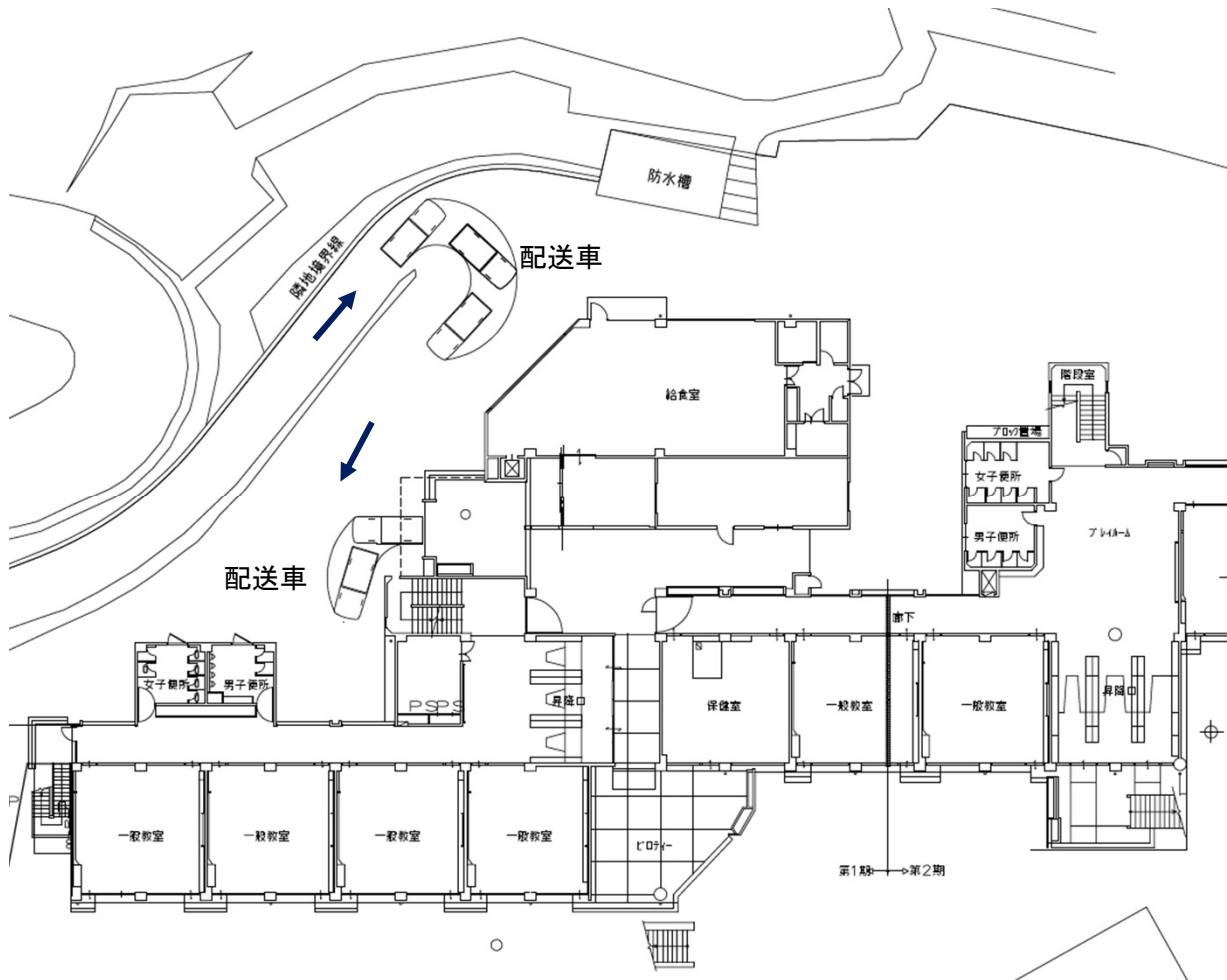 防水槽
隣地境界線
配送車
給食室
階段室
ブロック置場
女子便所
男子便所
プレイルーム
配送車
廊下
女子便所
男子便所
PSPS
昇降口
保健室
一般教室
一般教室
昇降口
一般教室
一般教室
一般教室
一般教室
ピロティー
第1期
第2期